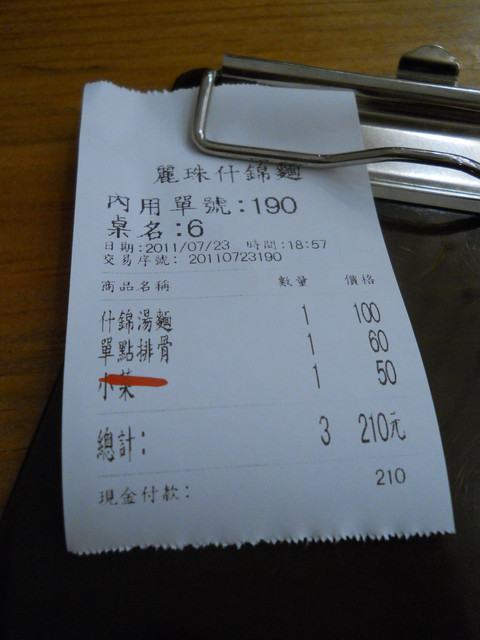 麗珠什錦麵
內用單號:190
桌名:6
日期:2011/07/23 時間:18:57
交易序號: 20110723190
商品名稱 數量 價格
什錦湯麵 1 100
單點排骨 1 60
小菜 1 50
總計: 3 210元
現金付款: 210